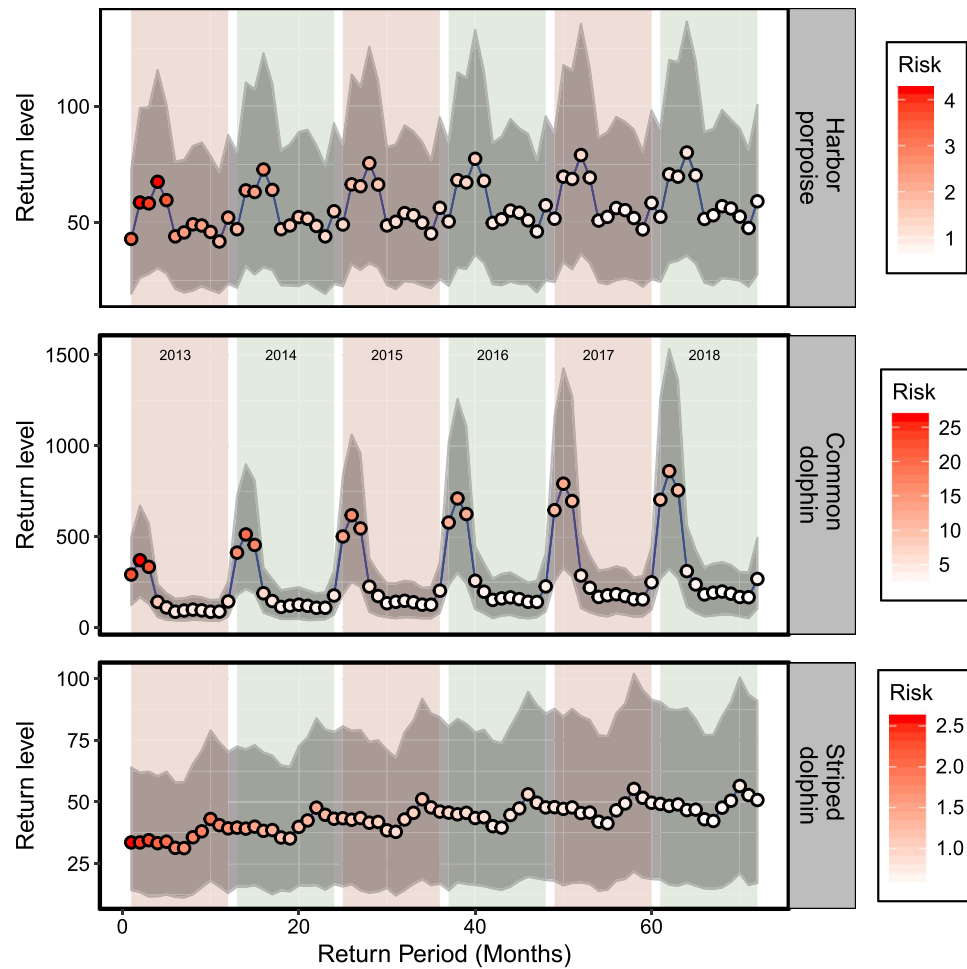 Return level
100
50
Harbor
porpoise
Risk
4
3
2
1
Return level
1500
1000
500
0
2013
2014
2015
2016
2017
2018
Common
dolphin
Risk
25
20
15
10
5
Return level
100
75
50
25
Striped
dolphin
Risk
2.5
2.0
1.5
1.0
0
20
40
60
Return Period (Months)